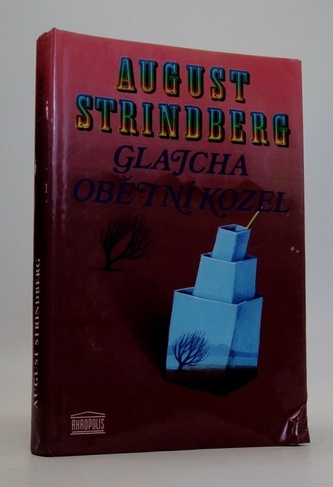 AUGUST
STRINDBERG
GLAJCHA
OBĚTNÍ KOZEL
AUGUST STRINDBERG
AKROPOLIS